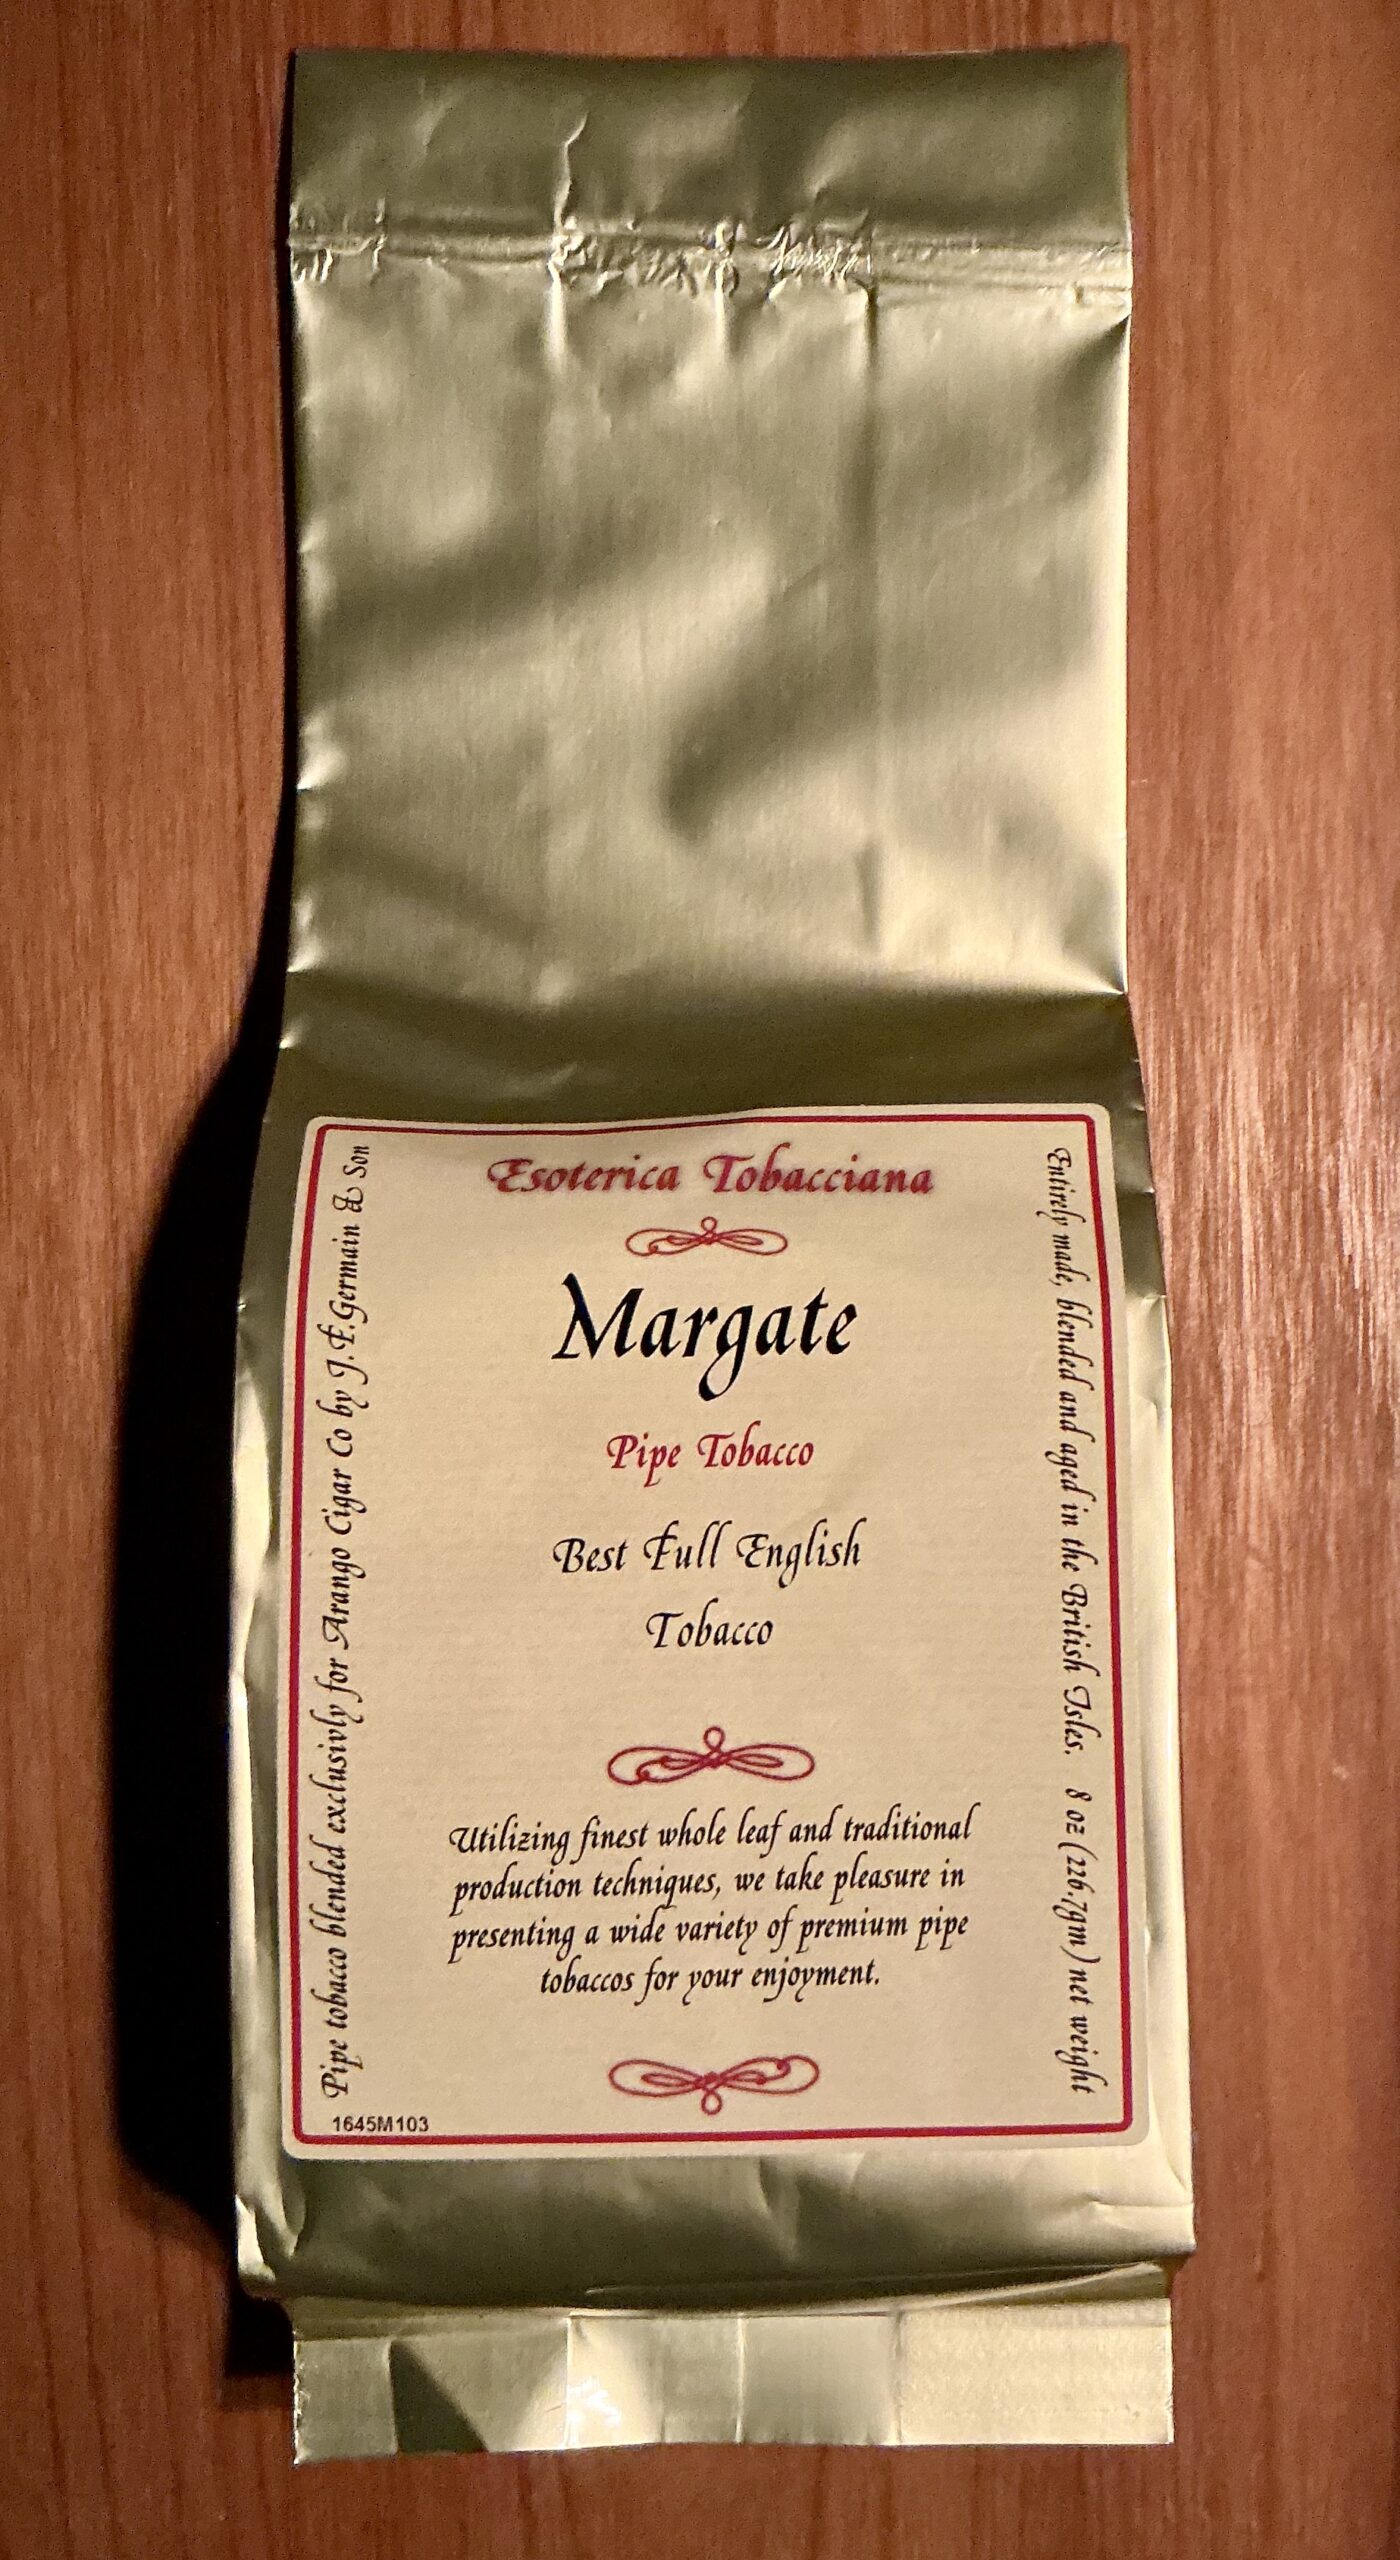 Esoterica Tobacciana
Margate
Pipe Tobacco
Best Full English
Tobacco
Utilizing finest whole leaf and traditional
production techniques, we take pleasure in
presenting a wide variety of premium pipe
tobaccos for your enjoyment.
Pipe tobacco blended exclusivly for Arango Cigar Co by J.F.Germain & Son
Entirely made, blended and aged in the British Isles. 8 oz (226.7gm) net weight
1645M103